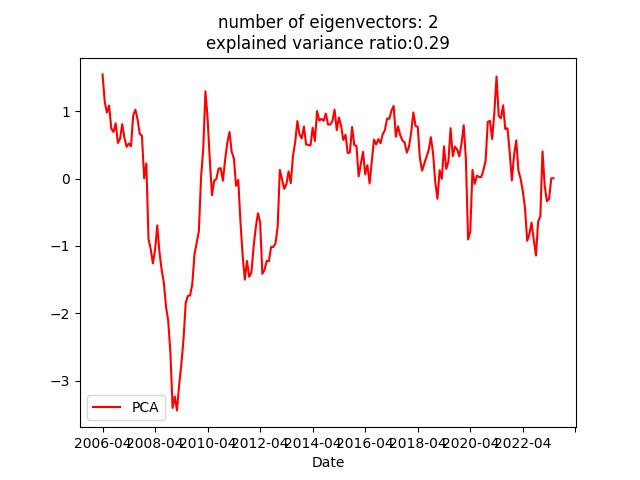 number of eigenvectors: 2
explained variance ratio:0.29
1
0
−1
−2
−3
PCA
2006-04 2008-04 2010-04 2012-04 2014-04 2016-04 2018-04 2020-04 2022-04
Date